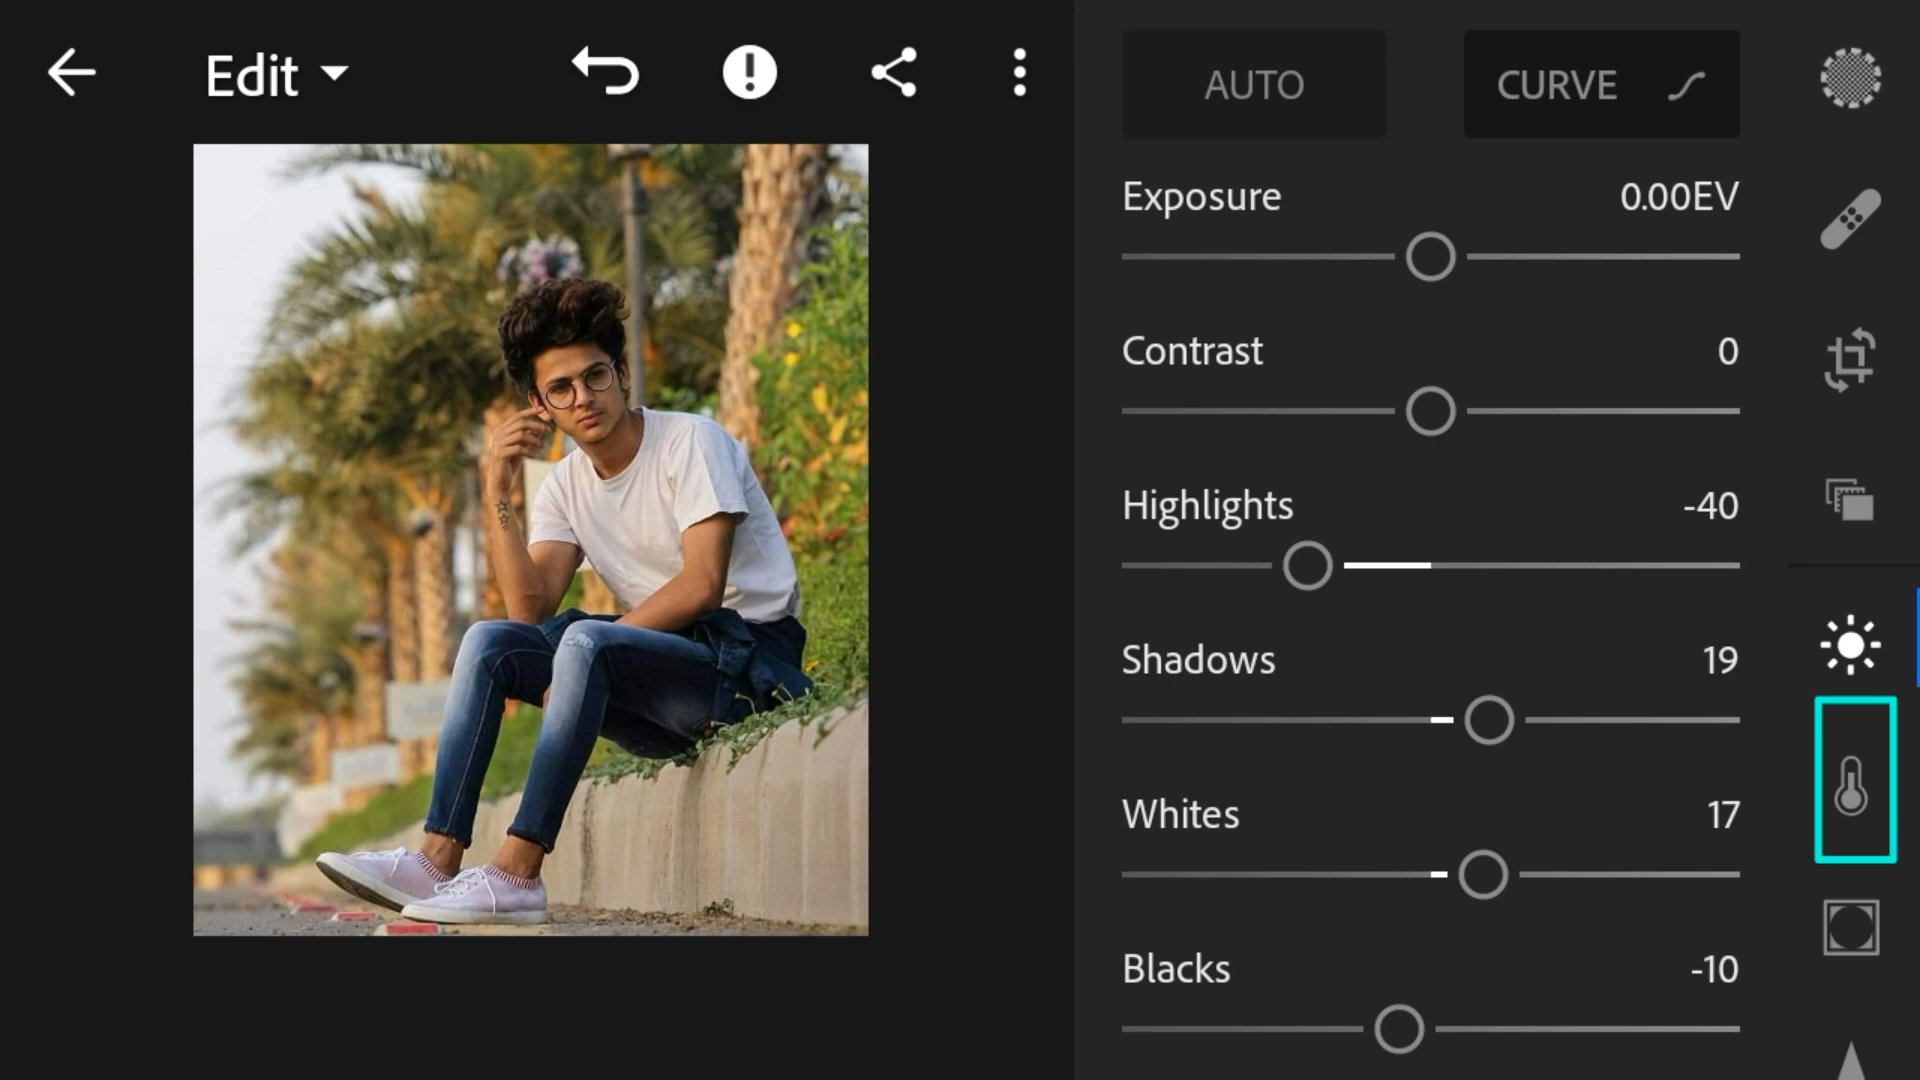 Edit
AUTO
CURVE
Exposure 0.00EV
Contrast 0
Highlights -40
Shadows 19
Whites 17
Blacks -10